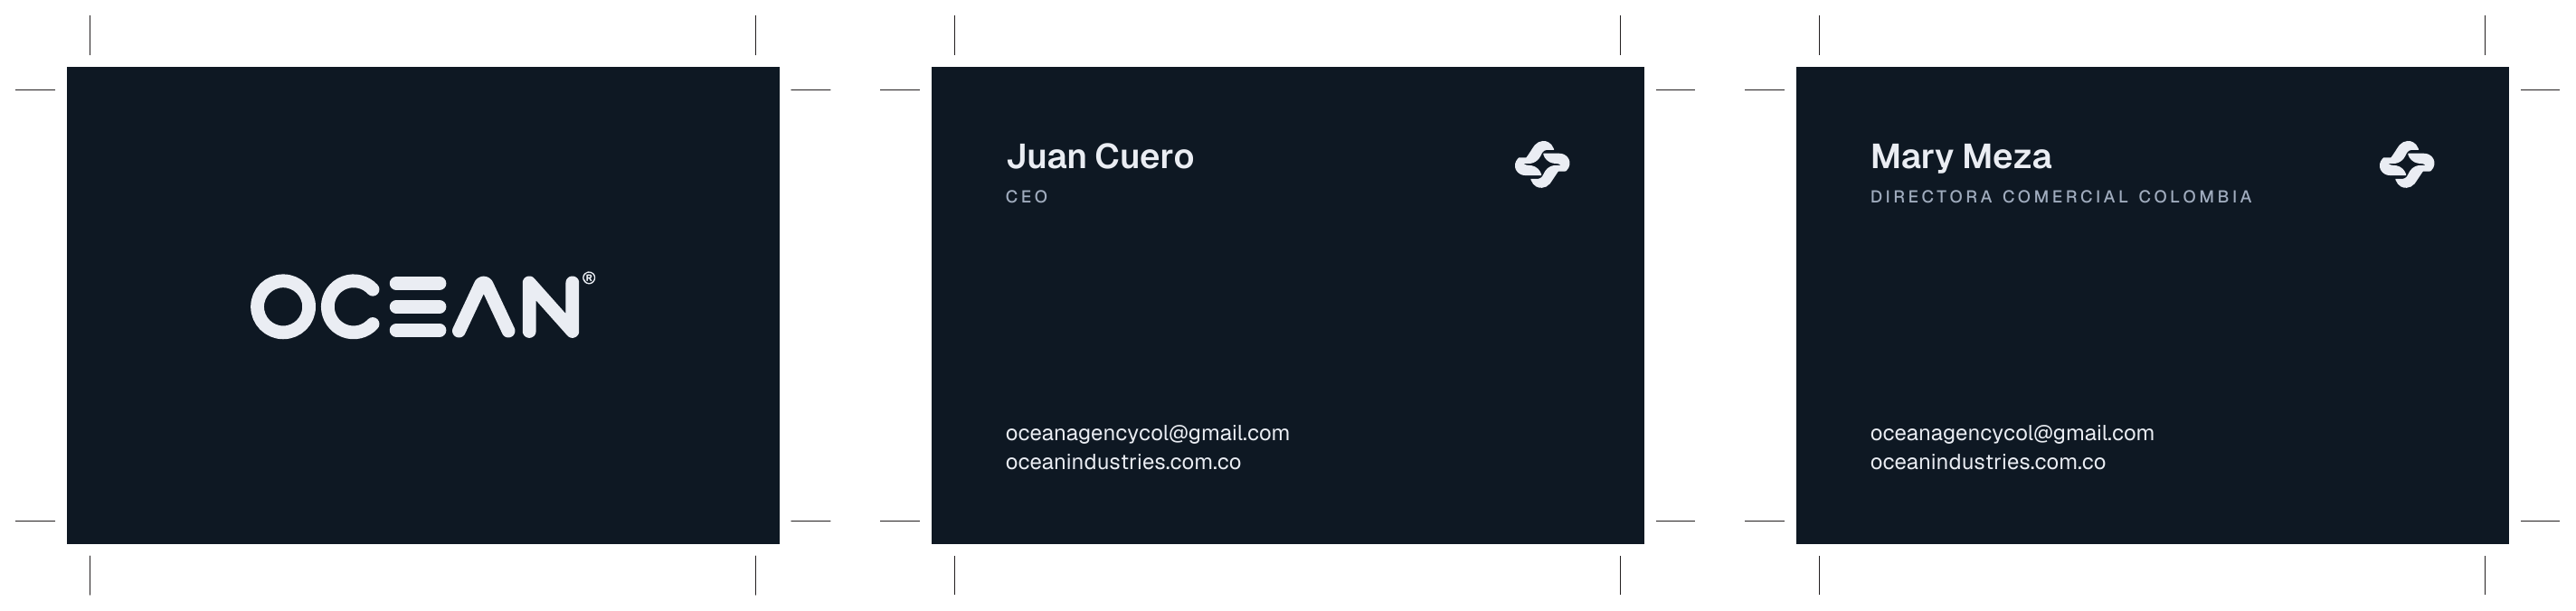 OCEAN®
Juan Cuero
CEO
oceanagencycol@gmail.com
oceanindustries.com.co
Mary Meza
DIRECTORA COMERCIAL COLOMBIA
oceanagencycol@gmail.com
oceanindustries.com.co